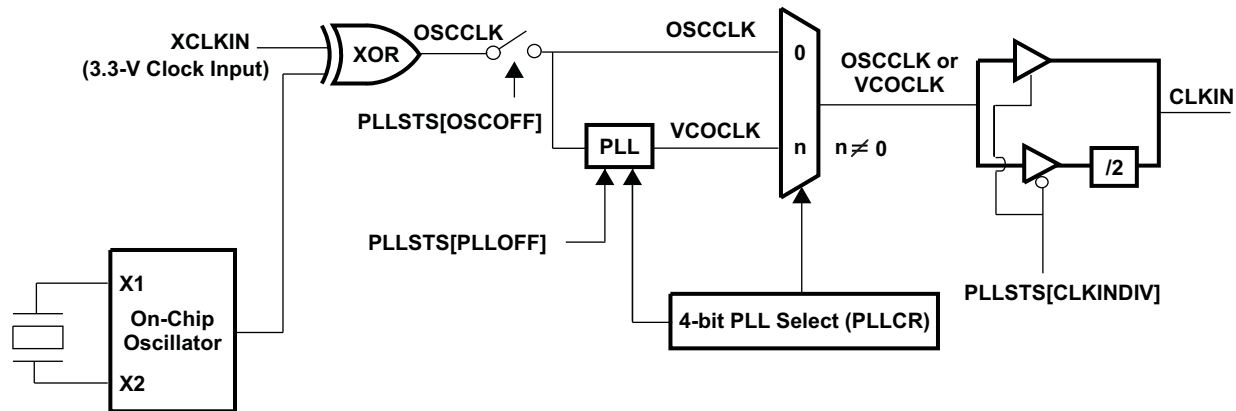 XCLKIN
(3.3-V Clock Input)
XOR
OSCCLK
PLLSTS[OSCOFF]
OSCCLK
0
OSCCLK or
VCOCLK
CLKIN
PLL
VCOCLK
n
n ≠ 0
/2
PLLSTS[PLLOFF]
PLLSTS[CLKINDIV]
4-bit PLL Select (PLLCR)
X1
On-Chip
Oscillator
X2